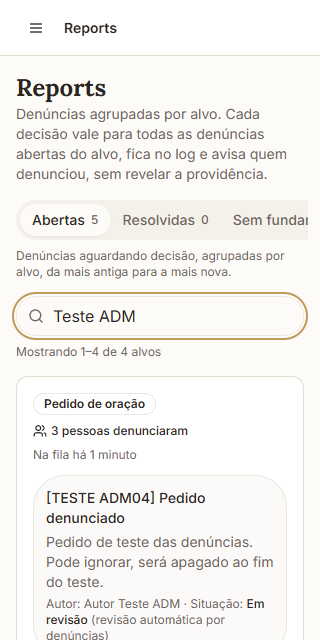 Reports
Reports
Denúncias agrupadas por alvo. Cada
decisão vale para todas as denúncias
abertas do alvo, fica no log e avisa quem
denunciou, sem revelar a providência.
Abertas 5 Resolvidas 0 Sem fundar
Denúncias aguardando decisão, agrupadas por
alvo, da mais antiga para a mais nova.
Teste ADM
Mostrando 1–4 de 4 alvos
Pedido de oração
3 pessoas denunciaram
Na fila há 1 minuto
[TESTE ADM04] Pedido
denunciado
Pedido de teste das denúncias.
Pode ignorar, será apagado ao fim
do teste.
Autor: Autor Teste ADM · Situação: Em
revisão (revisão automática por
denúncias)